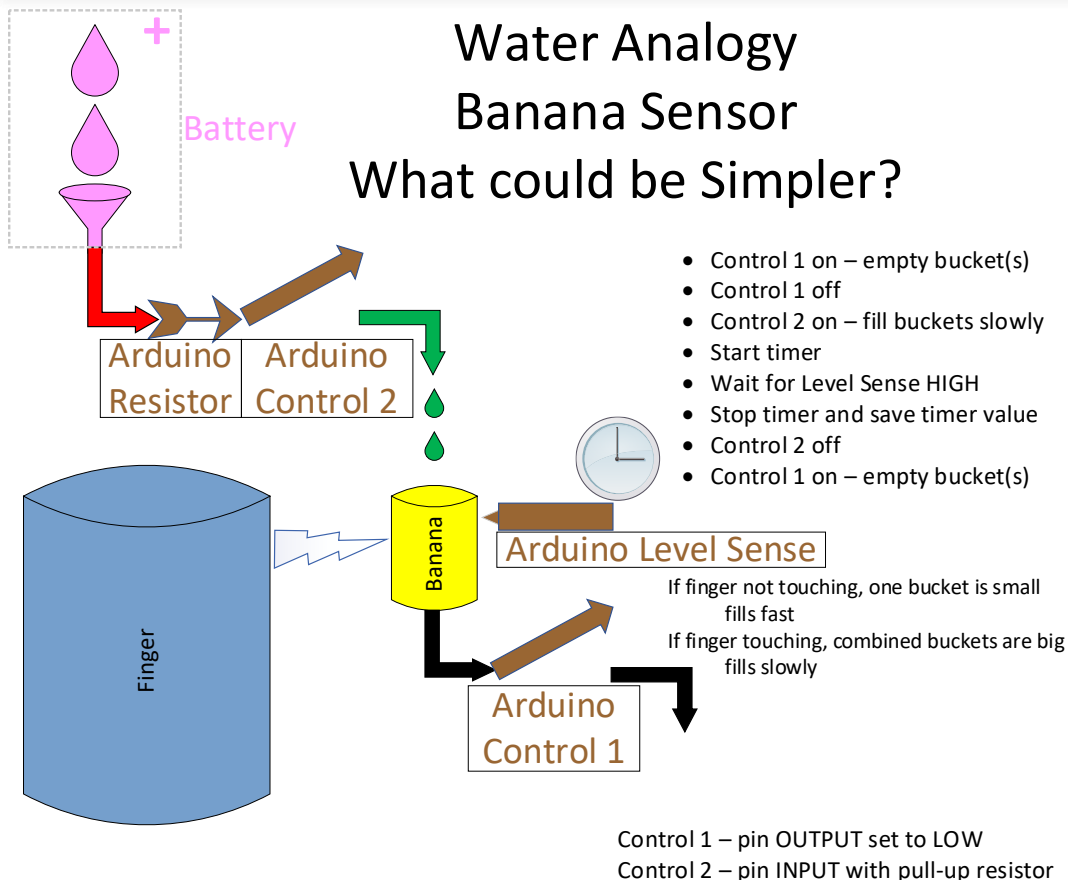 Water Analogy
Banana Sensor
What could be Simpler?
+
Battery
• Control 1 on – empty bucket(s)
• Control 1 off
• Control 2 on – fill buckets slowly
• Start timer
• Wait for Level Sense HIGH
• Stop timer and save timer value
• Control 2 off
• Control 1 on – empty bucket(s)
Arduino
Resistor
Arduino
Control 2
Finger
Banana
Arduino Level Sense
If finger not touching, one bucket is small
fills fast
If finger touching, combined buckets are big
fills slowly
Arduino
Control 1
Control 1 – pin OUTPUT set to LOW
Control 2 – pin INPUT with pull-up resistor